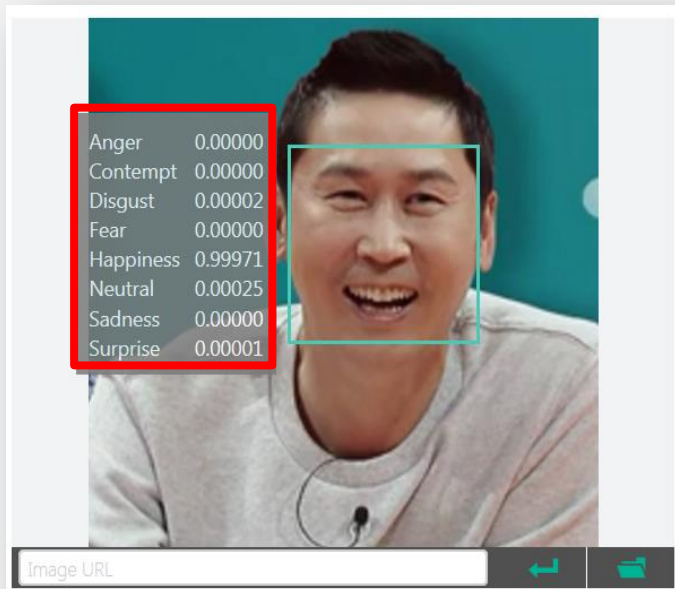 Anger 0.00000
Contempt 0.00000
Disgust 0.00002
Fear 0.00000
Happiness 0.99971
Neutral 0.00025
Sadness 0.00000
Surprise 0.00001
Image URL